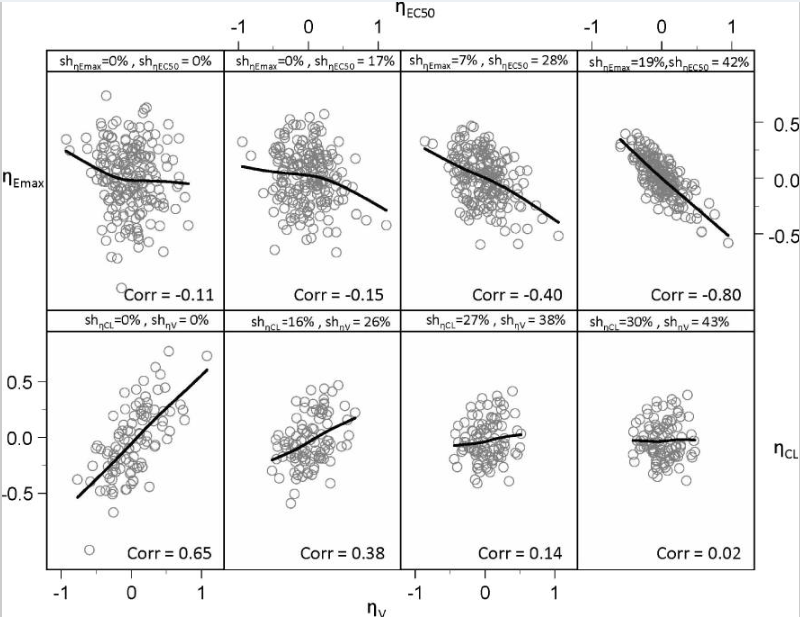 ηEC50
-1 0 1 -1 0 1
shηEmax=0% , shηEC50 = 0% shηEmax=0% , shηEC50 = 17% shηEmax=7% , shηEC50 = 28% shηEmax=19%,shηEC50 = 42%
0.5
ηEmax 0.0
-0.5
Corr = -0.11 Corr = -0.15 Corr = -0.40 Corr = -0.80
shηCL=0% , shηV = 0% shηCL=16% , shηV = 26% shηCL=27% , shηV = 38% shηCL=30% , shηV = 43%
0.5
0.0 ηCL
-0.5
Corr = 0.65 Corr = 0.38 Corr = 0.14 Corr = 0.02
-1 0 1 -1 0 1
ηV